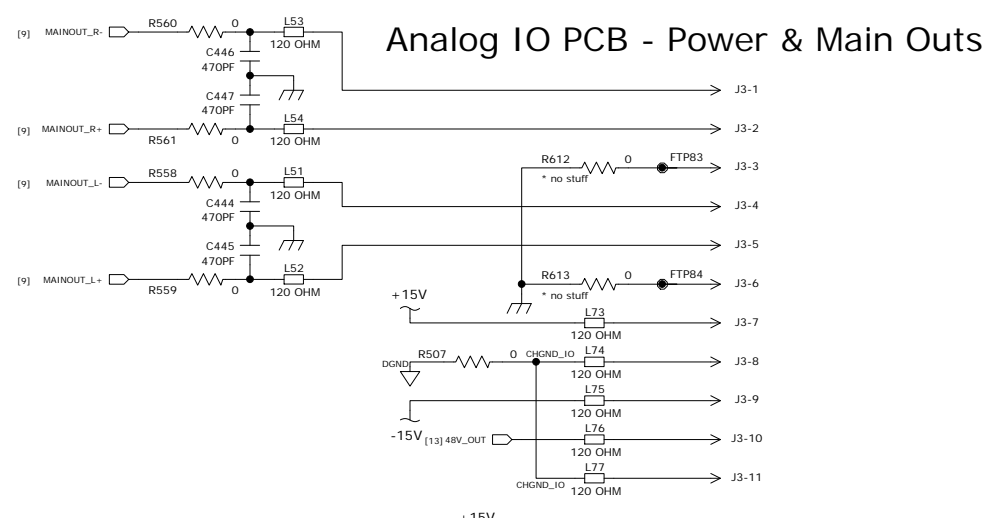 Analog IO PCB - Power & Main Outs
[9] MAINOUT_R- R560 0 L53
120 OHM
C446
470PF
J3-1
C447
470PF
[9] MAINOUT_R+ R561 0 L54
120 OHM
J3-2
R612 0 FTP83 J3-3
* no stuff
[9] MAINOUT_L- R558 0 L51
120 OHM
J3-4
C444
470PF
C445
470PF
J3-5
[9] MAINOUT_L+ R559 0 L52
120 OHM
R613 0 FTP84 J3-6
* no stuff
+15V
L73
120 OHM
J3-7
DGND R507 0 CHGND_IO L74
120 OHM
J3-8
L75
120 OHM
J3-9
-15V
[13] 48V_OUT L76
120 OHM
J3-10
CHGND_IO L77
120 OHM
J3-11
+15V